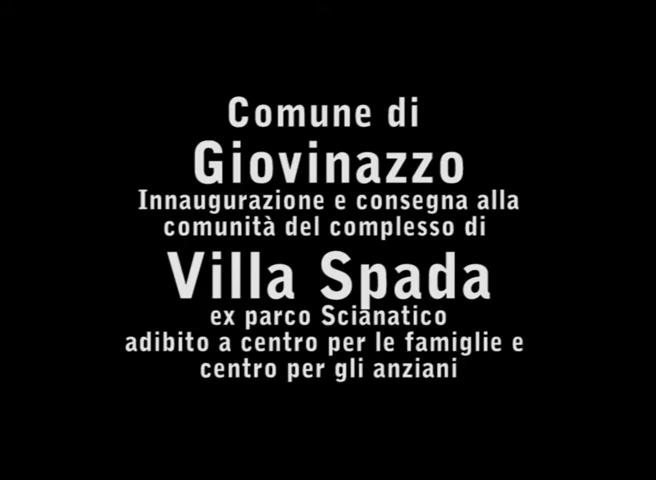 Comune di
Giovinazzo
Innaugurazione e consegna alla
comunità del complesso di
Villa Spada
ex parco Scianatico
adibito a centro per le famiglie e
centro per gli anziani